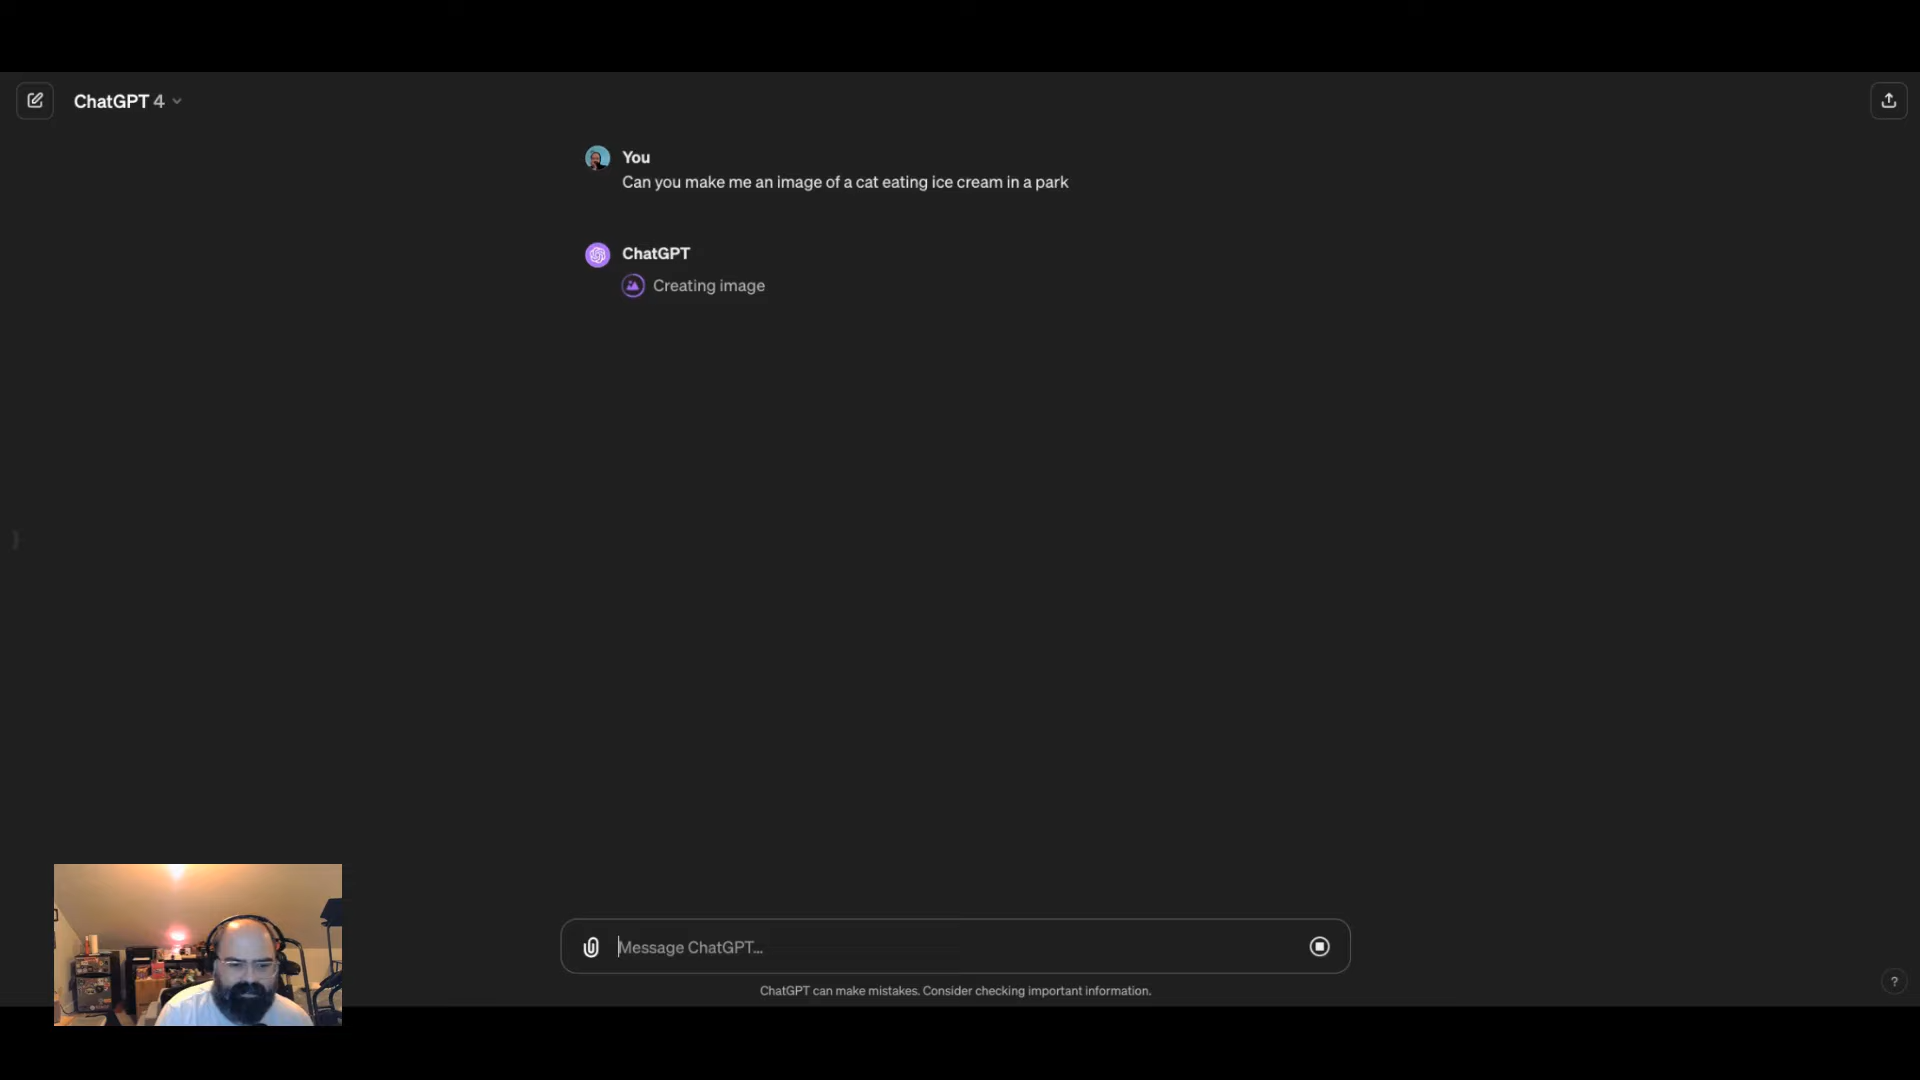 ChatGPT 4
You
Can you make me an image of a cat eating ice cream in a park
ChatGPT
Creating image
Message ChatGPT...
ChatGPT can make mistakes. Consider checking important information.
?